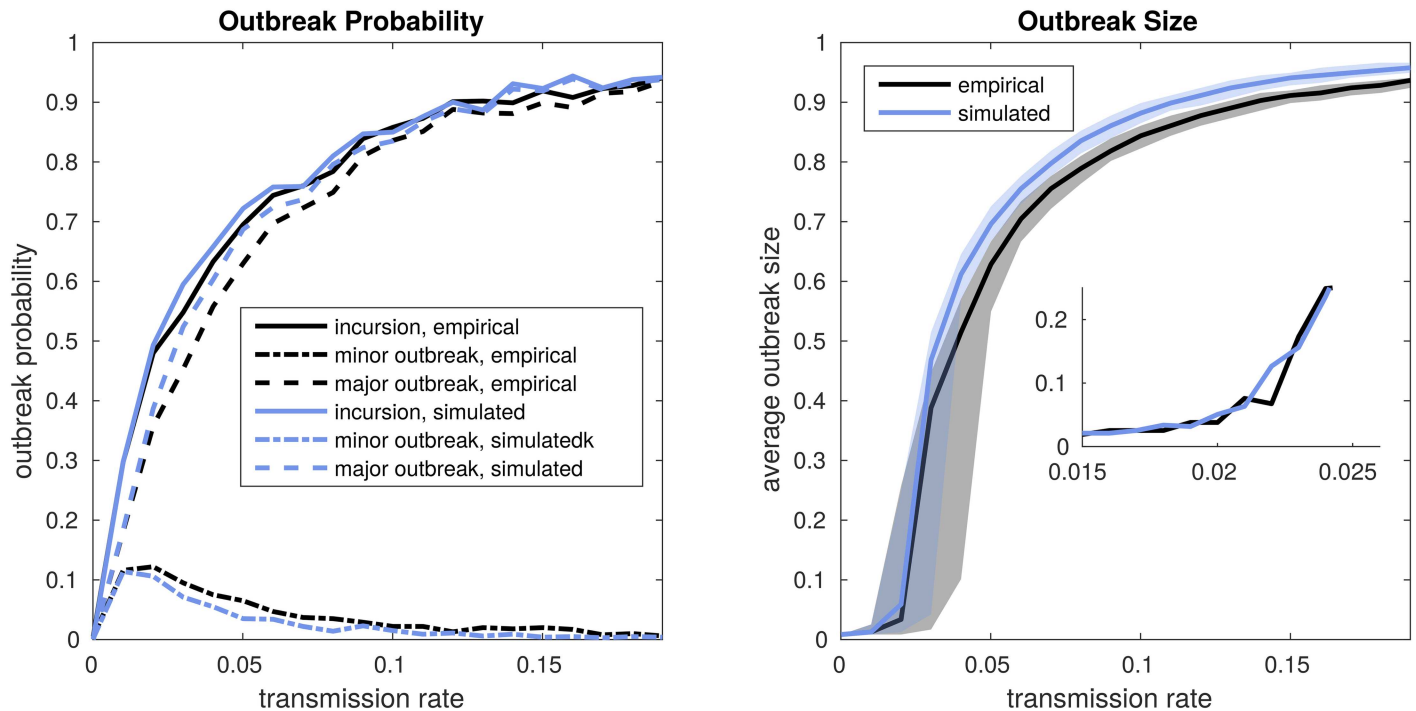 Outbreak Probability
1
0.9
0.8
0.7
0.6
0.5
0.4
0.3
0.2
0.1
0
outbreak probability
incursion, empirical
minor outbreak, empirical
major outbreak, empirical
incursion, simulated
minor outbreak, simulatedk
major outbreak, simulated
0 0.05 0.1 0.15
transmission rate
Outbreak Size
1
0.9
0.8
0.7
0.6
0.5
0.4
0.3
0.2
0.1
0
average outbreak size
empirical
simulated
0.2
0.1
0
0.015 0.02 0.025
0 0.05 0.1 0.15
transmission rate